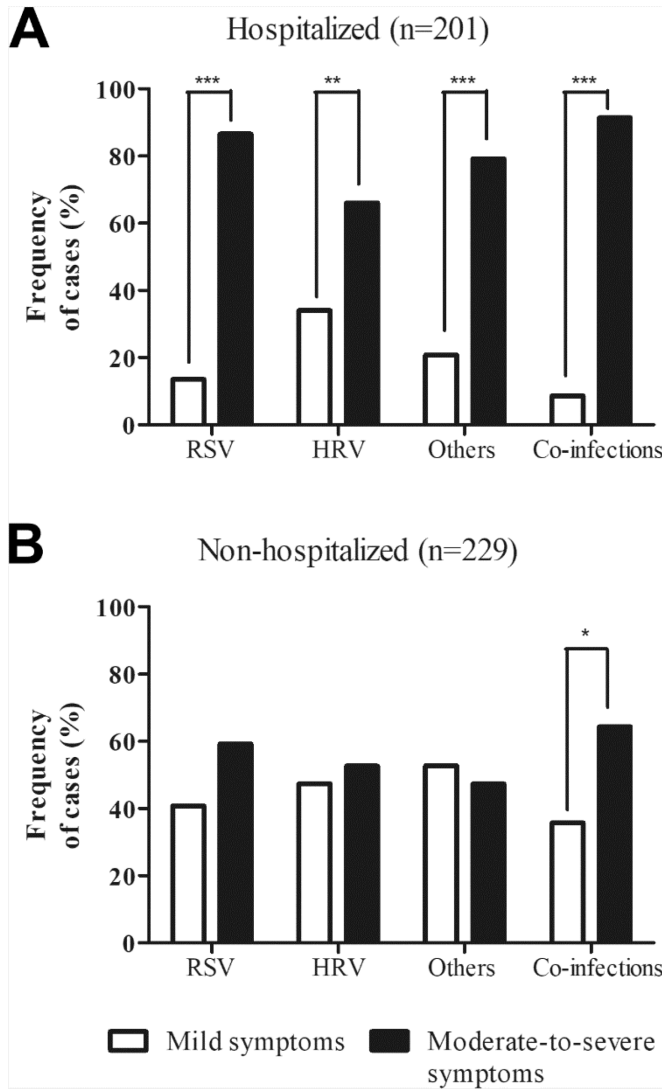 A
Hospitalized (n=201)
Frequency
of cases (%)
100
80
60
40
20
0
***
**
***
***
RSV
HRV
Others
Co-infections
B
Non-hospitalized (n=229)
Frequency
of cases (%)
100
80
60
40
20
0
*
RSV
HRV
Others
Co-infections
Mild symptoms
Moderate-to-severe
symptoms